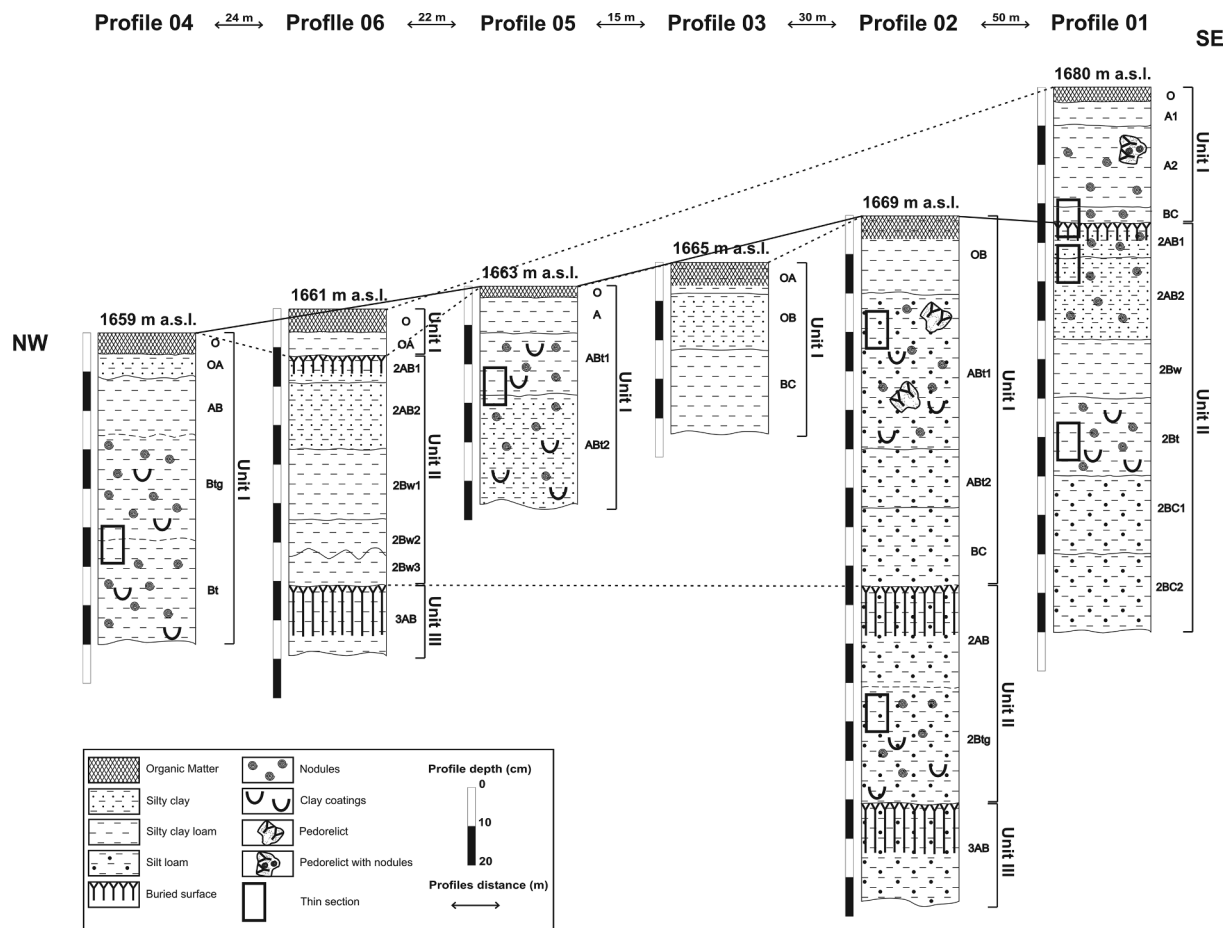 Profile 04
24 m
Profile 06
22 m
Profile 05
15 m
Profile 03
30 m
Profile 02
50 m
Profile 01
NW
SE
1659 m a.s.l.
O
OA
AB
Btg
Bt
Unit I
1661 m a.s.l.
O
OA
2AB1
2AB2
2Bw1
2Bw2
2Bw3
3AB
Unit I
Unit II
Unit III
1663 m a.s.l.
O
A
ABt1
ABt2
Unit I
1665 m a.s.l.
OA
OB
BC
Unit I
1669 m a.s.l.
OB
ABt1
ABt2
BC
2AB
2Btg
3AB
Unit I
Unit II
Unit III
1680 m a.s.l.
O
A1
A2
BC
2AB1
2AB2
2Bw
2Bt
2BC1
2BC2
Unit I
Unit II
Organic Matter
Silty clay
Silty clay loam
Silt loam
Buried surface
Nodules
Clay coatings
Pedorelict
Pedorelict with nodules
Thin section
Profile depth (cm)
0
10
20
Profiles distance (m)